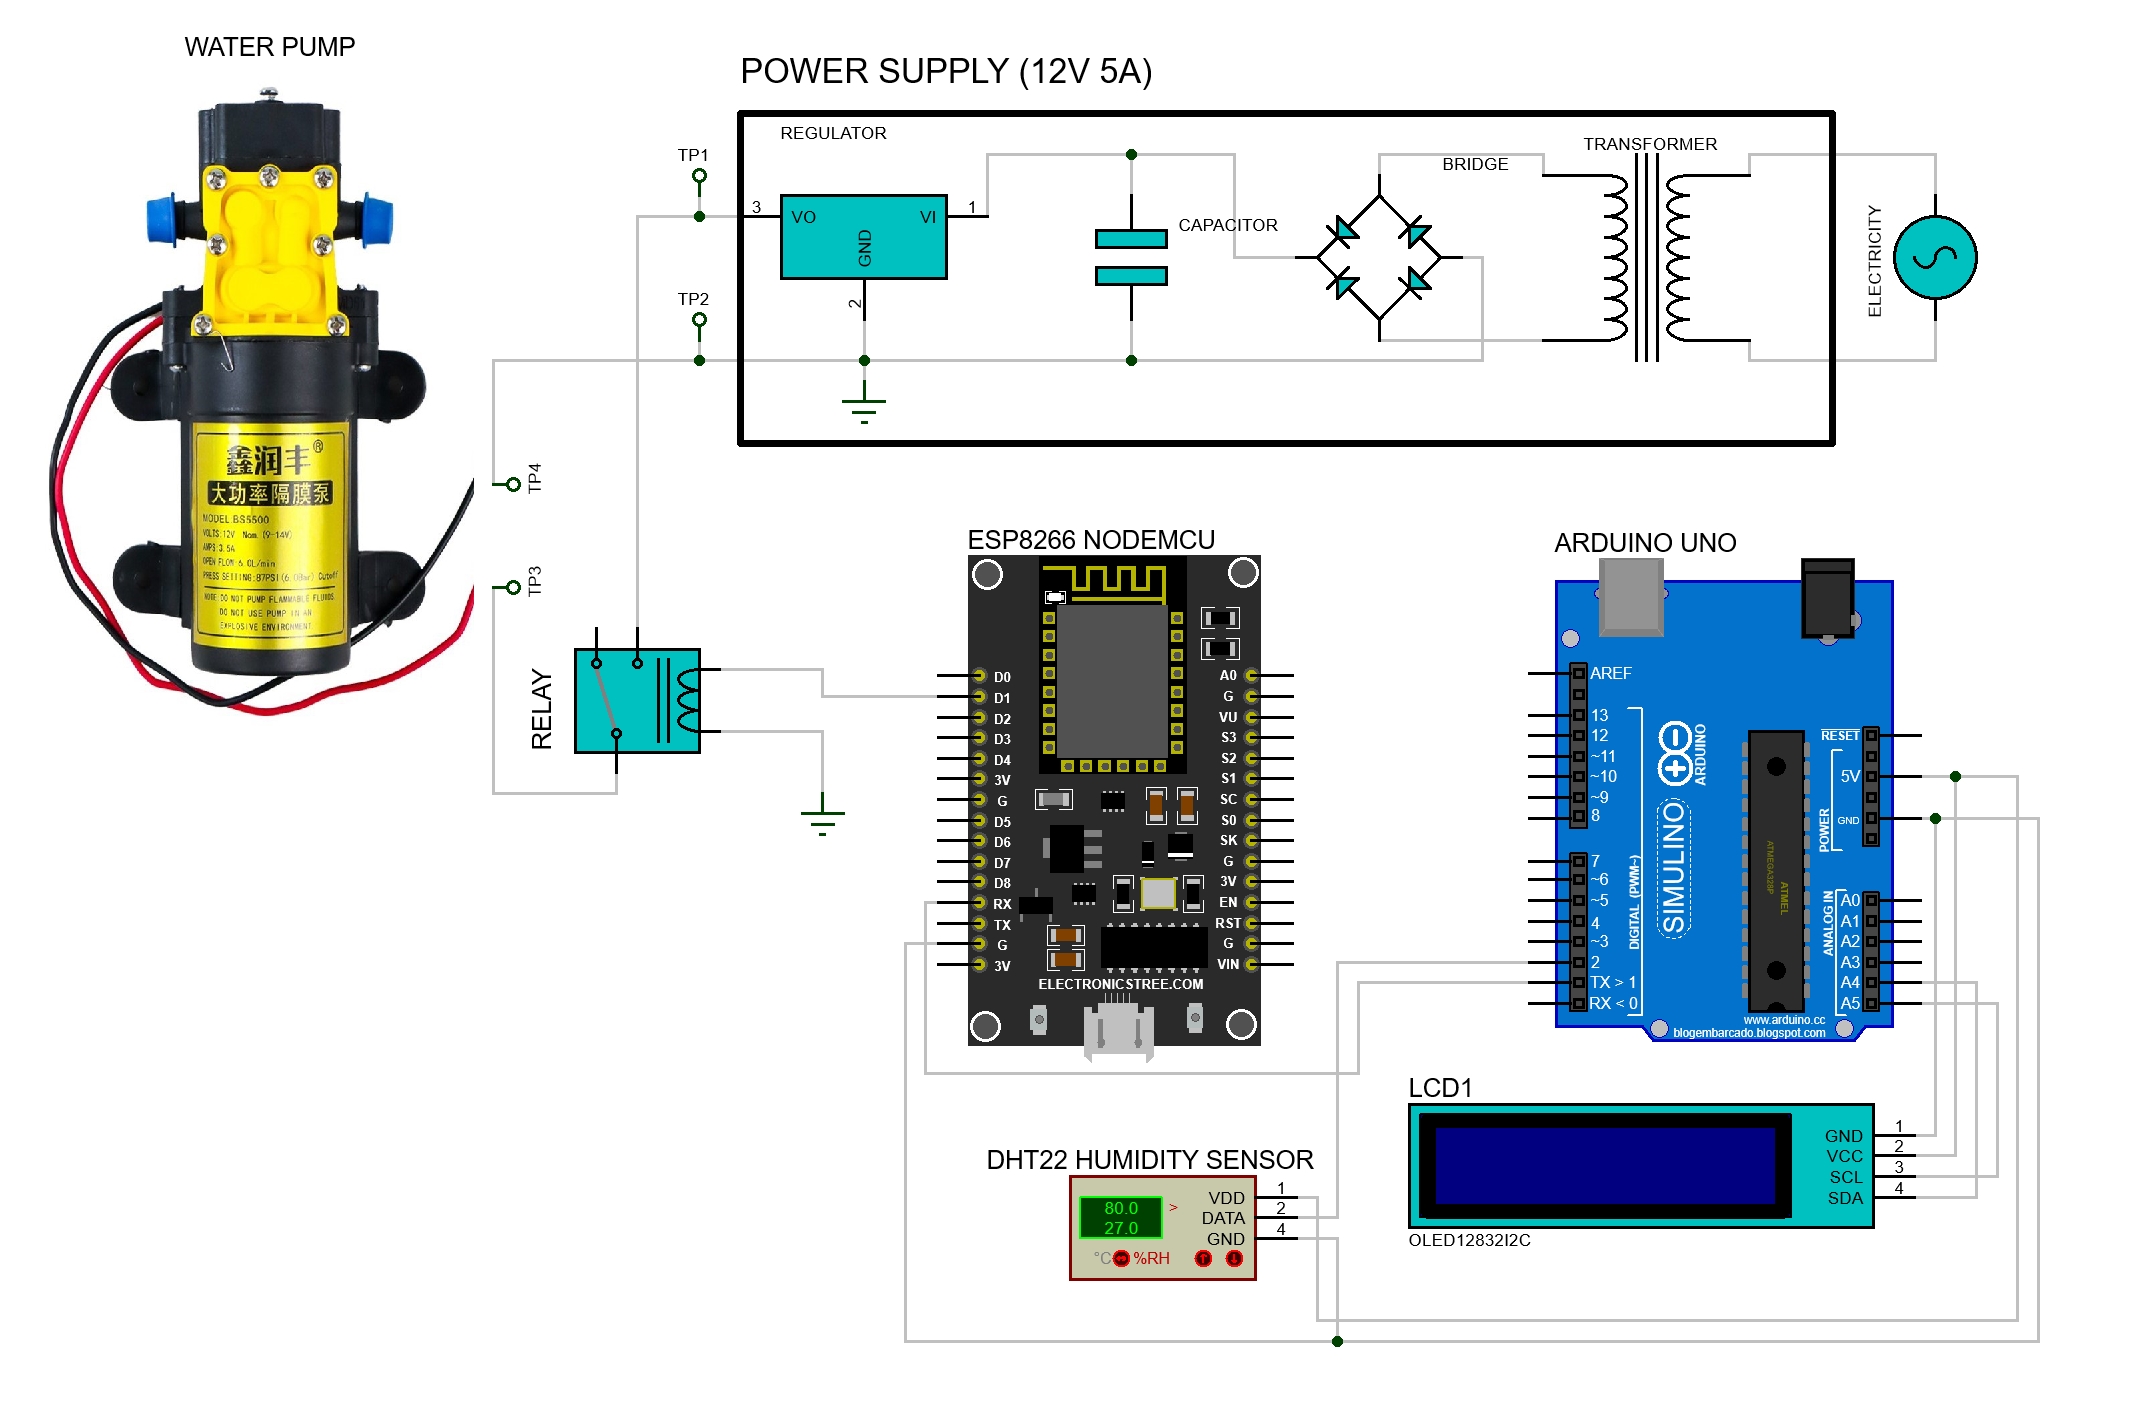 WATER PUMP
POWER SUPPLY (12V 5A)
REGULATOR
TRANSFORMER
BRIDGE
TP1
3
VO
VI
1
GND
2
CAPACITOR
ELECTRICITY
TP2
TP4
TP3
鑫润丰®
大功率隔膜泵
MODEL.BS5500
VOLTS:12V Nom. (9-14V)
AMPS:3.5A
OPEN FLOW:6.0L/min
NOTE:DO NOT PUMP FLAMMABLE FLUIDS.
DO NOT USE PUMP IN AN
EXPLOSIVE ENVIRONMENT
RELAY
ESP8266 NODEMCU
D0
D1
D2
D3
D4
3V
G
D5
D6
D7
D8
RX
TX
G
3V
A0
G
VU
S3
S2
S1
SC
S0
SK
G
3V
EN
RST
G
VIN
ELECTRONICSTREE.COM
ARDUINO UNO
AREF
13
12
~11
~10
~9
8
7
~6
~5
4
~3
2
TX > 1
RX < 0
DIGITAL (PWM~)
ARDUINO
SIMULINO
ATMEGA328P
ATMEL
RESET
5V
GND
POWER
A0
A1
A2
A3
A4
A5
ANALOG IN
www.arduino.cc
blogembarcado.blogspot.com
LCD1
GND 1
VCC 2
SCL 3
SDA 4
OLED12832I2C
DHT22 HUMIDITY SENSOR
80.0 >
27.0
°C %RH
VDD 1
DATA 2
GND 4